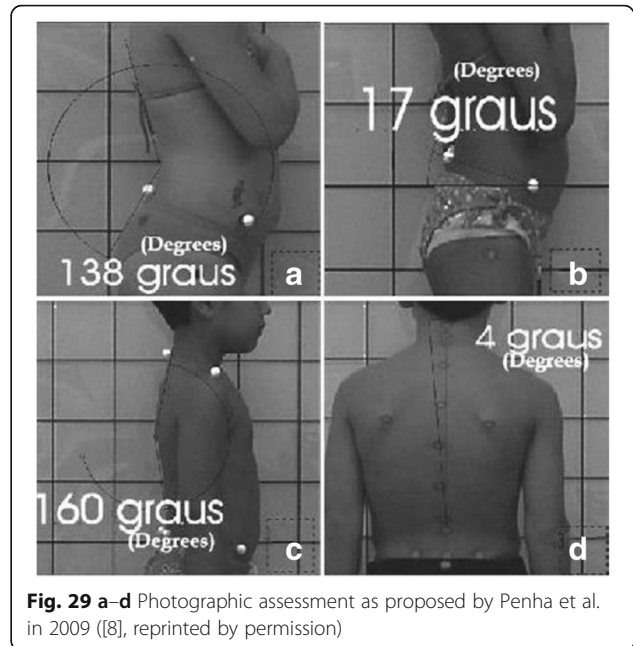 (Degrees)
138 graus
a
(Degrees)
17 graus
b
160 graus
(Degrees)
c
4 graus
(Degrees)
d
Fig. 29 a–d Photographic assessment as proposed by Penha et al.
in 2009 ([8], reprinted by permission)